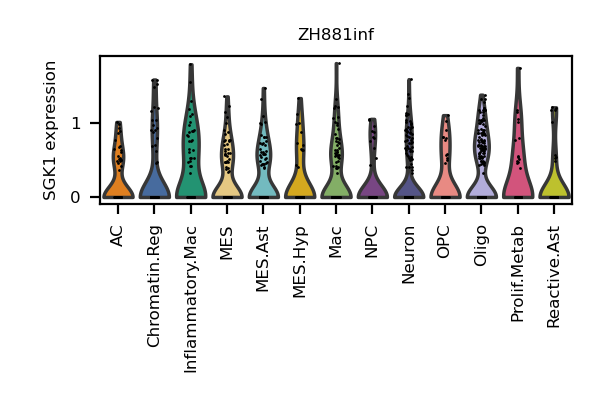 ZH881inf
SGK1 expression
1
0
AC
Chromatin.Reg
Inflammatory.Mac
MES
MES.Ast
MES.Hyp
Mac
NPC
Neuron
OPC
Oligo
Prolif.Metab
Reactive.Ast